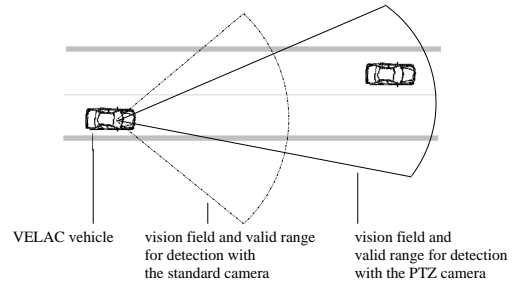 VELAC vehicle
vision field and valid range
for detection with
the standard camera
vision field and
valid range for detection
with the PTZ camera